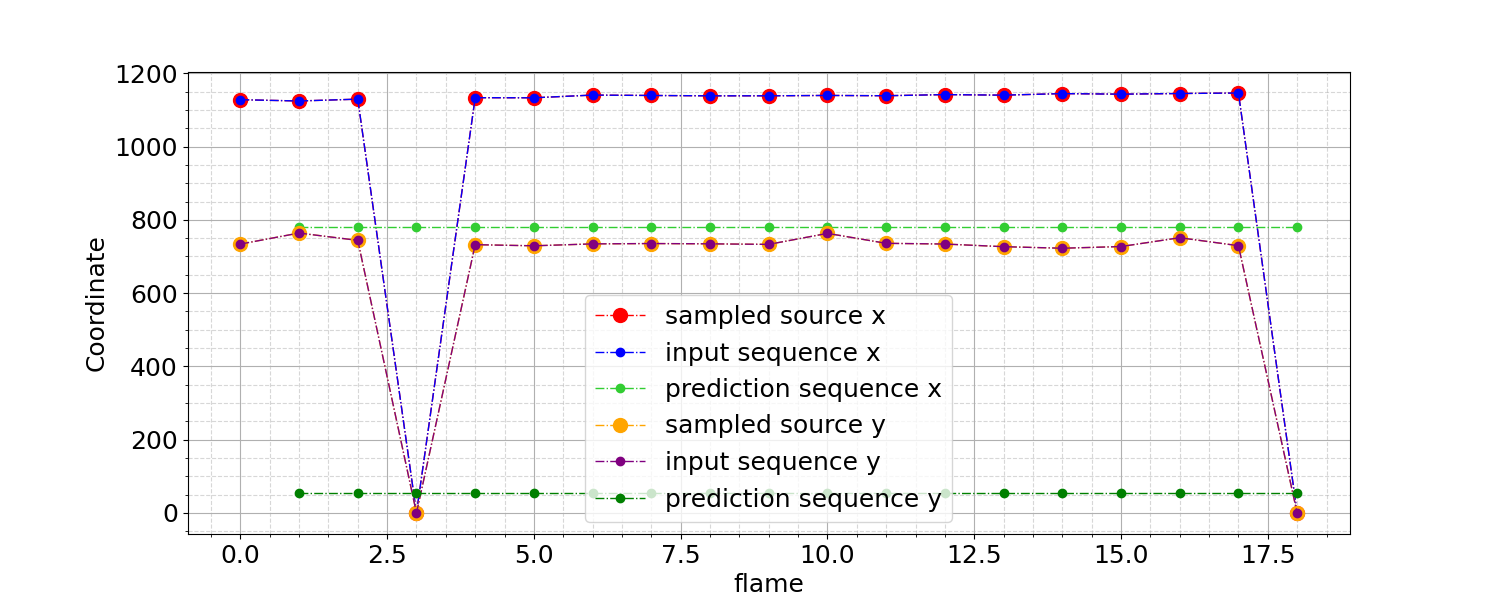 1200
1000
800
600
400
200
0
Coordinate
sampled source x
input sequence x
prediction sequence x
sampled source y
input sequence y
prediction sequence y
0.0 2.5 5.0 7.5 10.0 12.5 15.0 17.5
flame